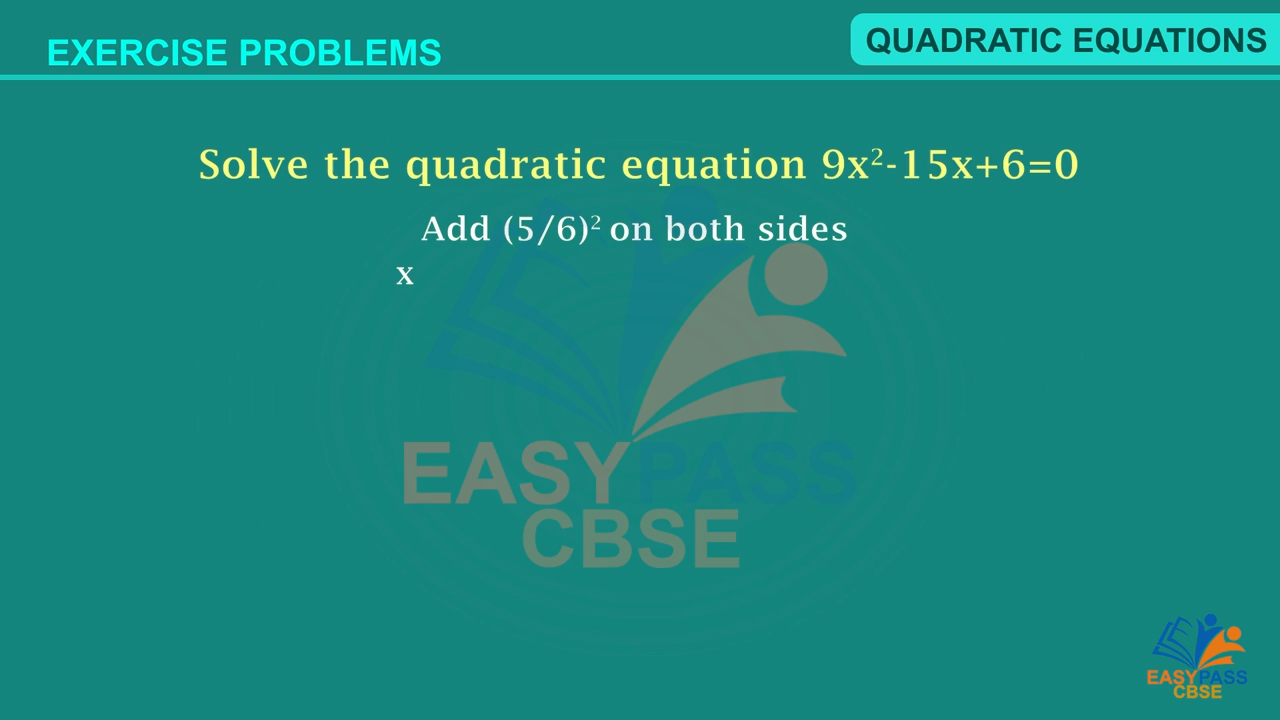 EXERCISE PROBLEMS
QUADRATIC EQUATIONS
Solve the quadratic equation 9x²-15x+6=0
Add (5/6)² on both sides
x
EASYPASS
CBSE
EASYPASS
CBSE